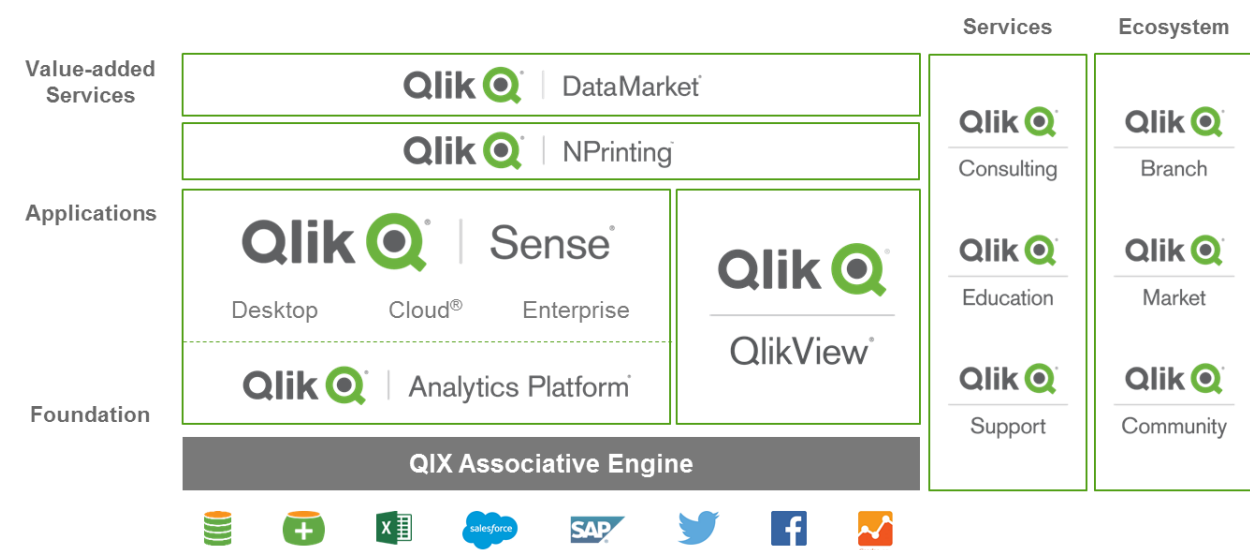 Services
Ecosystem
Value-added
Services
Qlik | DataMarket
Qlik | NPrinting
Applications
Qlik | Sense®
Desktop Cloud® Enterprise
Qlik | Analytics Platform
Foundation
Qlik
QlikView
QIX Associative Engine
salesforce
SAP
X
f
Qlik
Consulting
Qlik
Education
Qlik
Support
Qlik
Branch
Qlik
Market
Qlik
Community